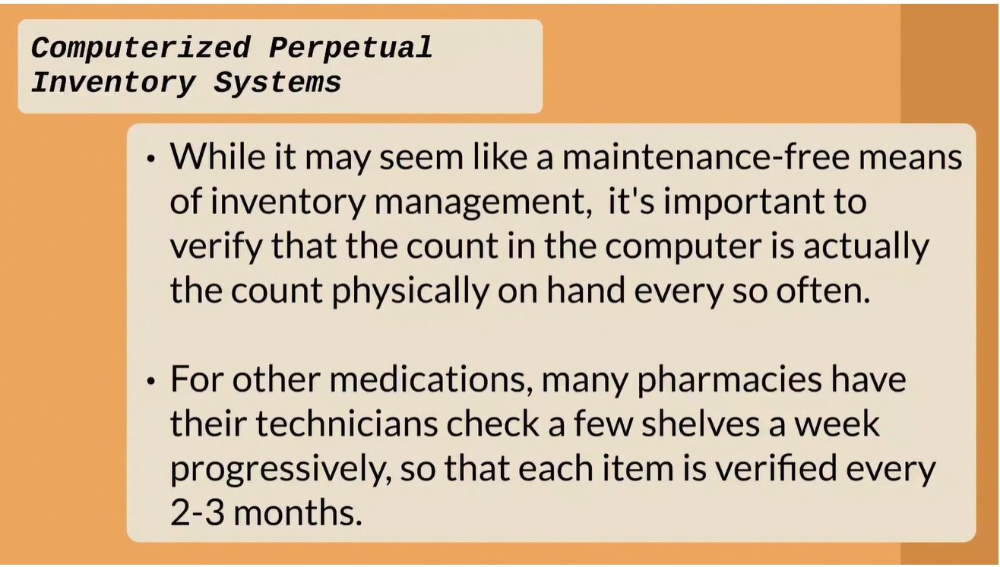 Computerized Perpetual
Inventory Systems
• While it may seem like a maintenance-free means
of inventory management,  it's important to
verify that the count in the computer is actually
the count physically on hand every so often.
• For other medications, many pharmacies have
their technicians check a few shelves a week
progressively, so that each item is verified every
2-3 months.